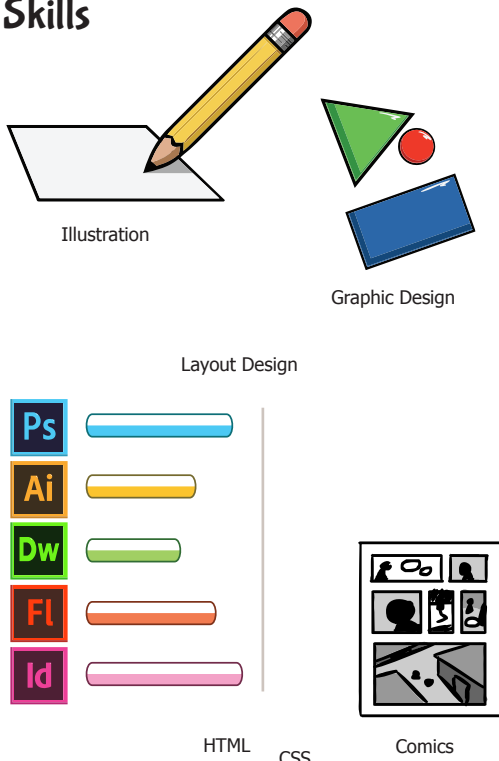 Skills
Illustration
Graphic Design
Layout Design
Ps
Ai
Dw
Fl
Id
HTML
CSS
Comics